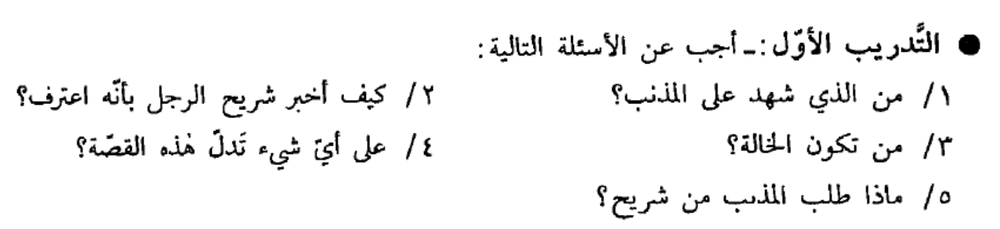 ● التَّدريب الأوّل:ـ أجب عن الأسئلة التالية:
١/ من الذي شهد على المذنب؟ ٢/ كيف أخبر شريح الرجل بأنّه اعترف؟
٣/ من تكون الخالة؟ ٤/ على أيّ شيء تَدلّ هٰذه القصّة؟
٥/ ماذا طلب المذنب من شريح؟